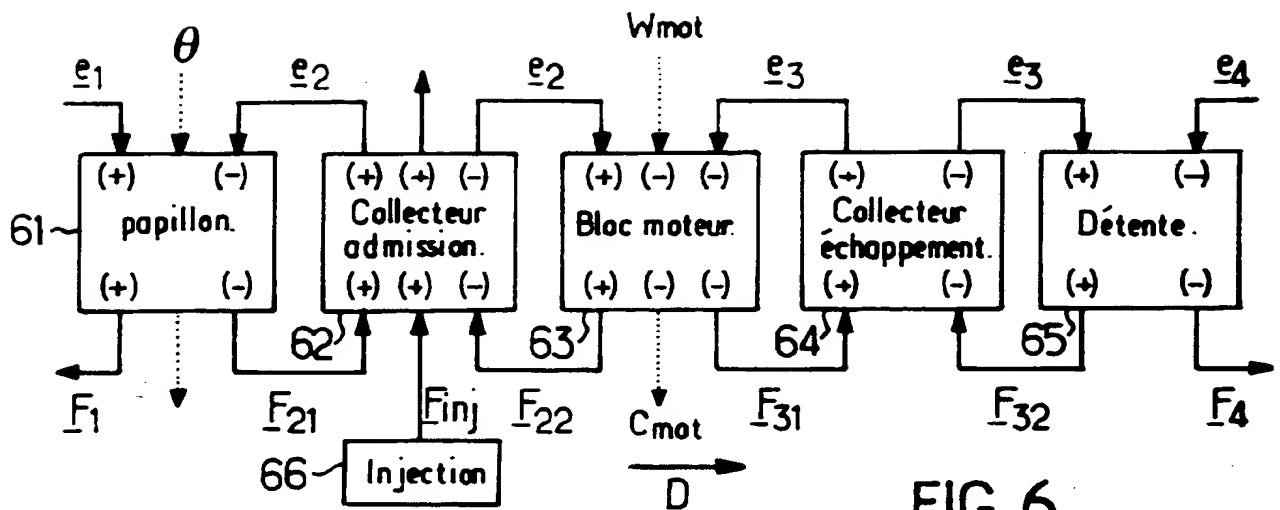 Wmot
e1 θ e2 e2 e3 e3 e4
(+) (-) (+) (+) (-) (+) (-) (-) (+) (-) (+) (-)
61 papillon. Collecteur admission. Bloc moteur. Collecteur échappement. Détente.
(+) (-) (+) (+) (-) (+) (-) (-) (+) (-) (+) (-)
62 63 64 65
F1 F21 Finj F22 Cmot F31 F32 F4
66 Injection D
FIG. 6